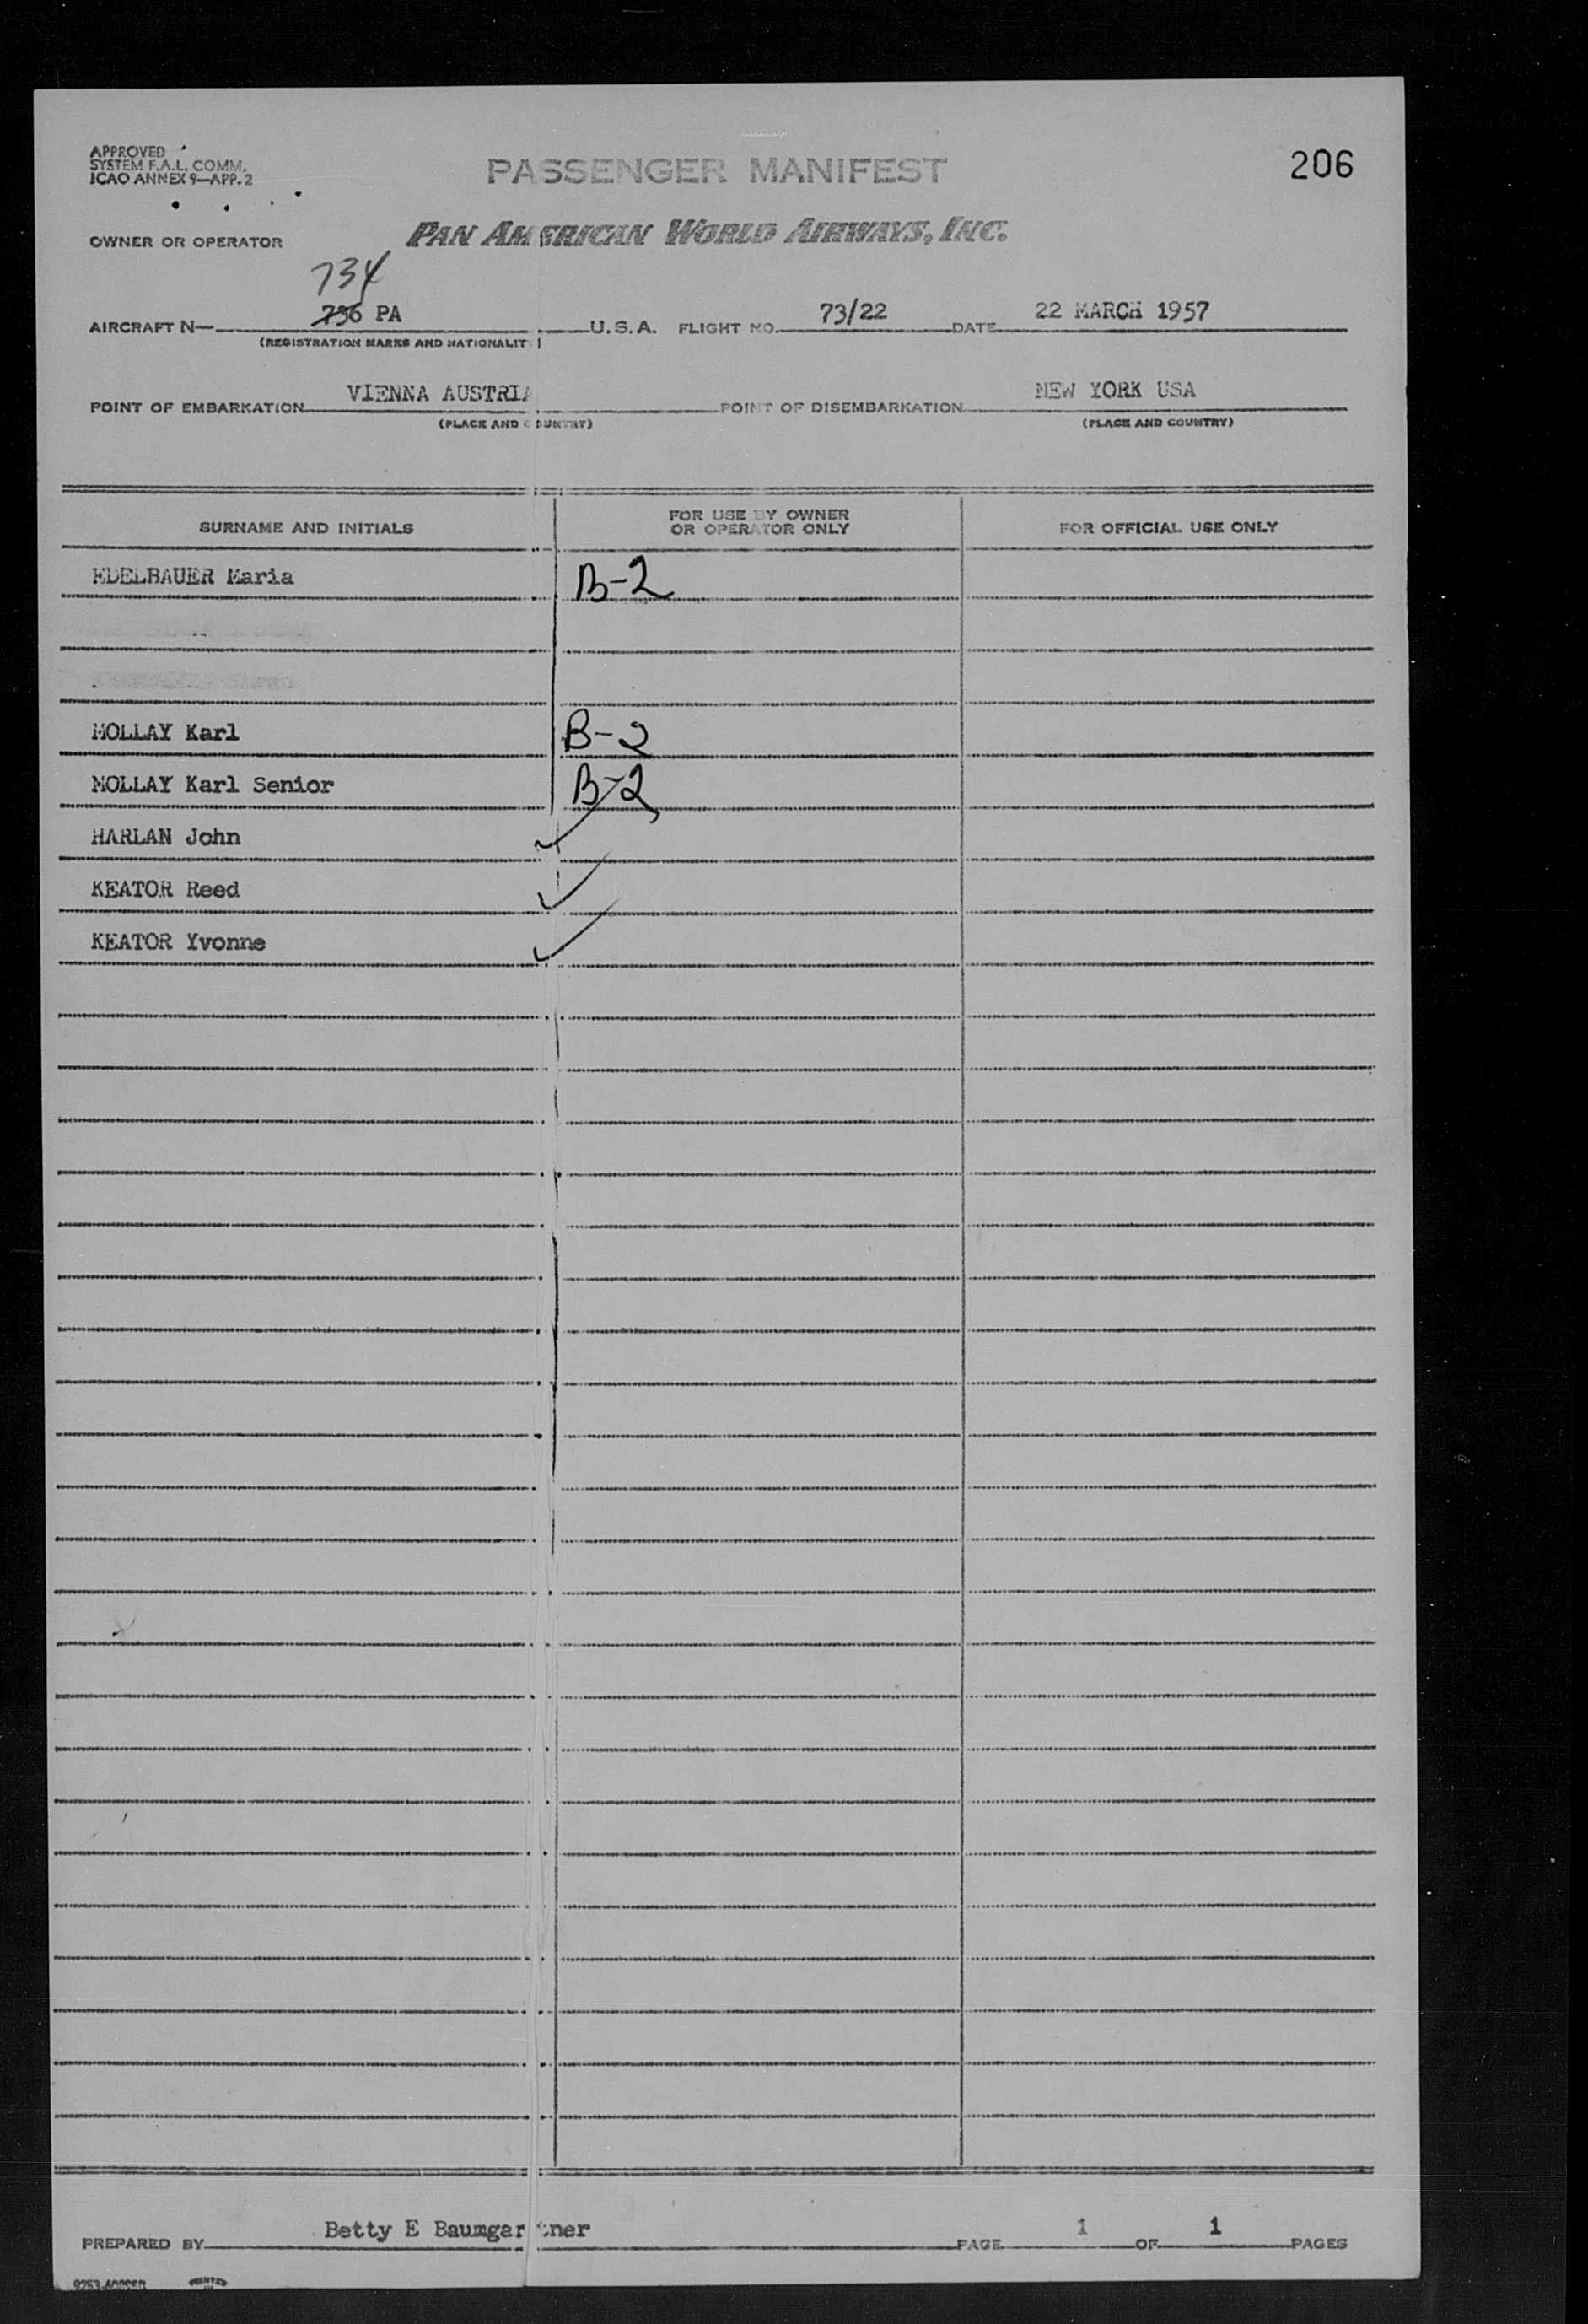 APPROVED
SYSTEM F.A.L. COMM.
ICAO ANNEX 9—APP. 2
PASSENGER MANIFEST
206
OWNER OR OPERATOR PAN AMERICAN WORLD AIRWAYS, INC.
734
AIRCRAFT N— 736 PA U.S.A. FLIGHT NO. 73/22 DATE 22 MARCH 1957
(REGISTRATION MARKS AND NATIONALITY)
POINT OF EMBARKATION VIENNA AUSTRIA POINT OF DISEMBARKATION NEW YORK USA
(PLACE AND COUNTRY) (PLACE AND COUNTRY)
SURNAME AND INITIALS FOR USE BY OWNER OR OPERATOR ONLY FOR OFFICIAL USE ONLY
EDELBAUER Maria B-2
MOLLAY Karl B-2
MOLLAY Karl Senior B-2
HARLAN John
KEATOR Reed
KEATOR Yvonne
PREPARED BY Betty E Baumgartner PAGE 1 OF 1 PAGES
PRINTED